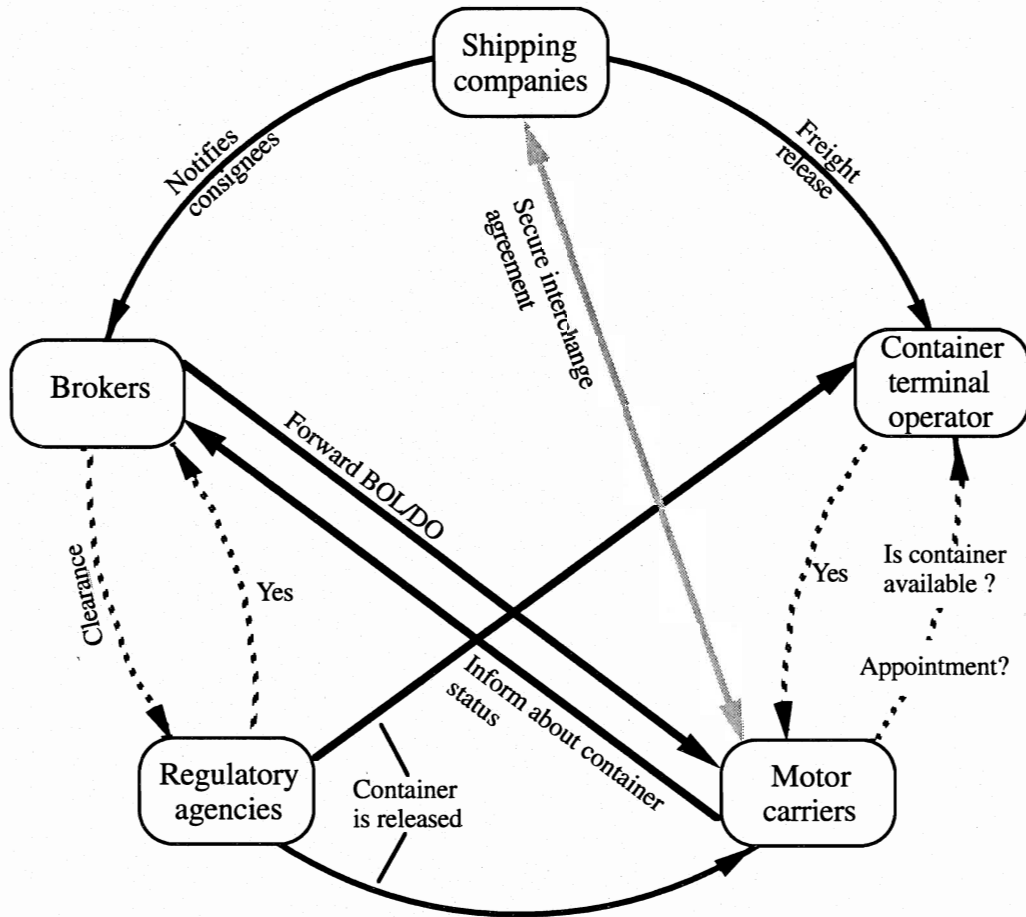 Shipping
companies
Notifies
consignees
Freight
release
Secure interchange
agreement
Brokers
Container
terminal
operator
Forward BOL/DO
Clearance
Yes
Yes
Is container
available ?
Appointment?
Inform about container
status
Regulatory
agencies
Container
is released
Motor
carriers